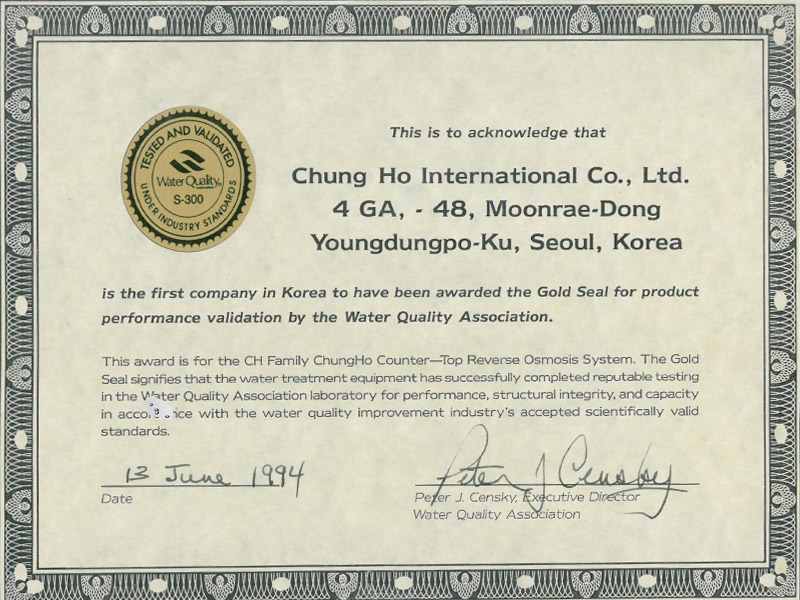 TESTED AND VALIDATED
Water Quality
S-300
UNDER INDUSTRY STANDARDS
This is to acknowledge that
Chung Ho International Co., Ltd.
4 GA, - 48, Moonrae-Dong
Youngdungpo-Ku, Seoul, Korea
is the first company in Korea to have been awarded the Gold Seal for product
performance validation by the Water Quality Association.
This award is for the CH Family ChungHo Counter—Top Reverse Osmosis System. The Gold
Seal signifies that the water treatment equipment has successfully completed reputable testing
in the Water Quality Association laboratory for performance, structural integrity, and capacity
in with the water quality improvement industry's accepted scientifically valid
standards.
13 June 1994
Peter J Censky
Date
Peter J. Censky, Executive Director
Water Quality Association